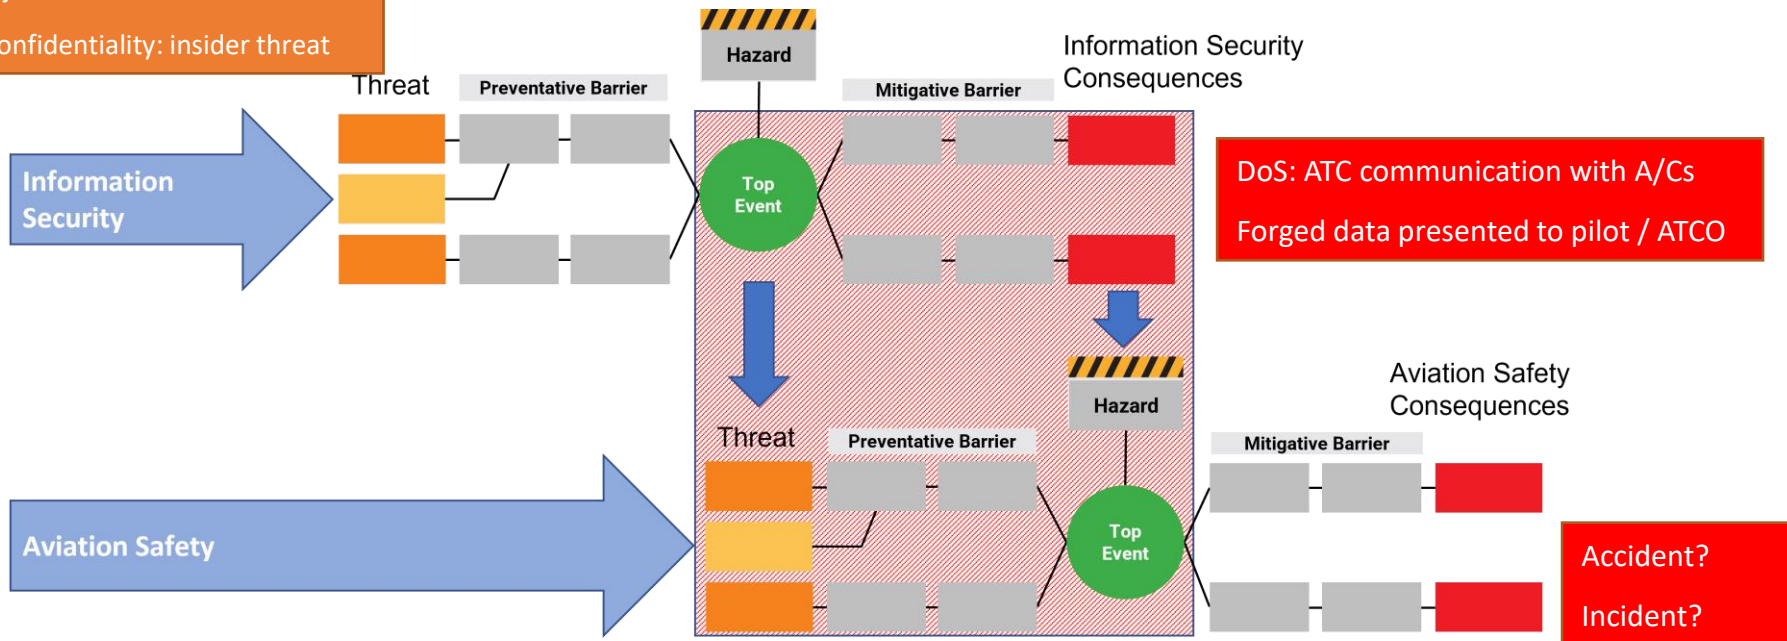 onfidentiality: insider threat
Hazard
Information Security
Consequences
Threat
Preventative Barrier
Mitigative Barrier
Information
Security
Top
Event
DoS: ATC communication with A/Cs
Forged data presented to pilot / ATCO
Hazard
Aviation Safety
Consequences
Threat
Preventative Barrier
Mitigative Barrier
Aviation Safety
Top
Event
Accident?
Incident?